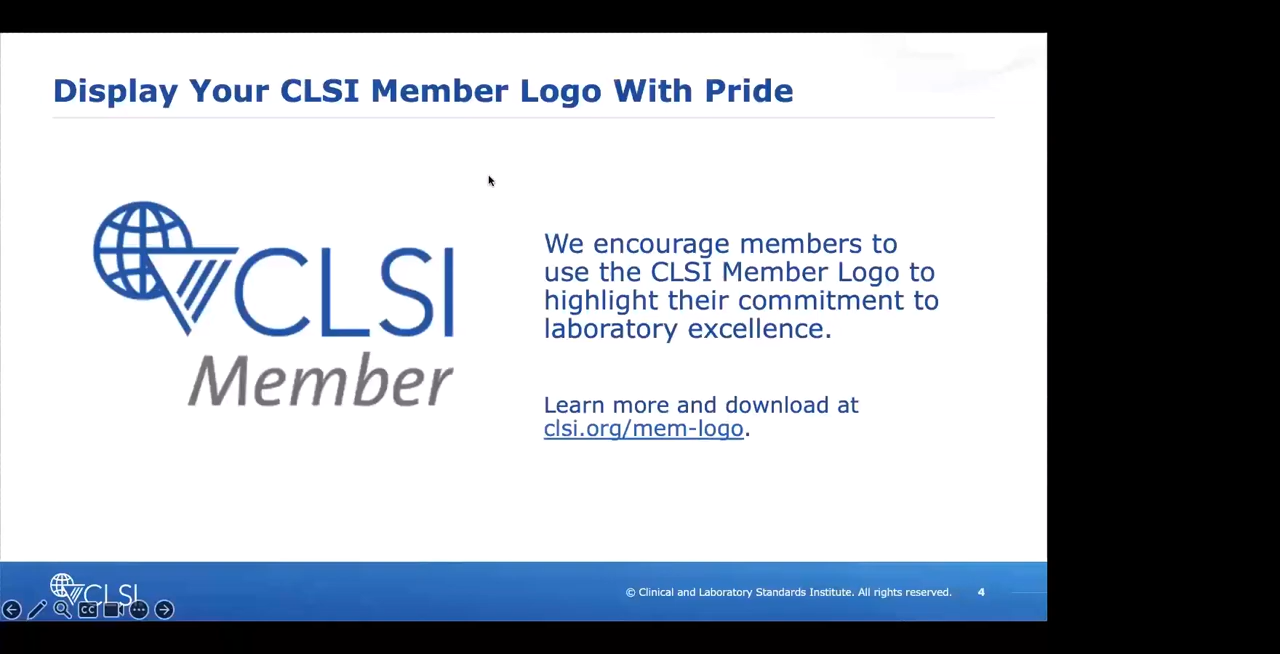 Display Your CLSI Member Logo With Pride
CLSI
Member
We encourage members to
use the CLSI Member Logo to
highlight their commitment to
laboratory excellence.
Learn more and download at
clsi.org/mem-logo.
CLSI
CC
© Clinical and Laboratory Standards Institute. All rights reserved.
4